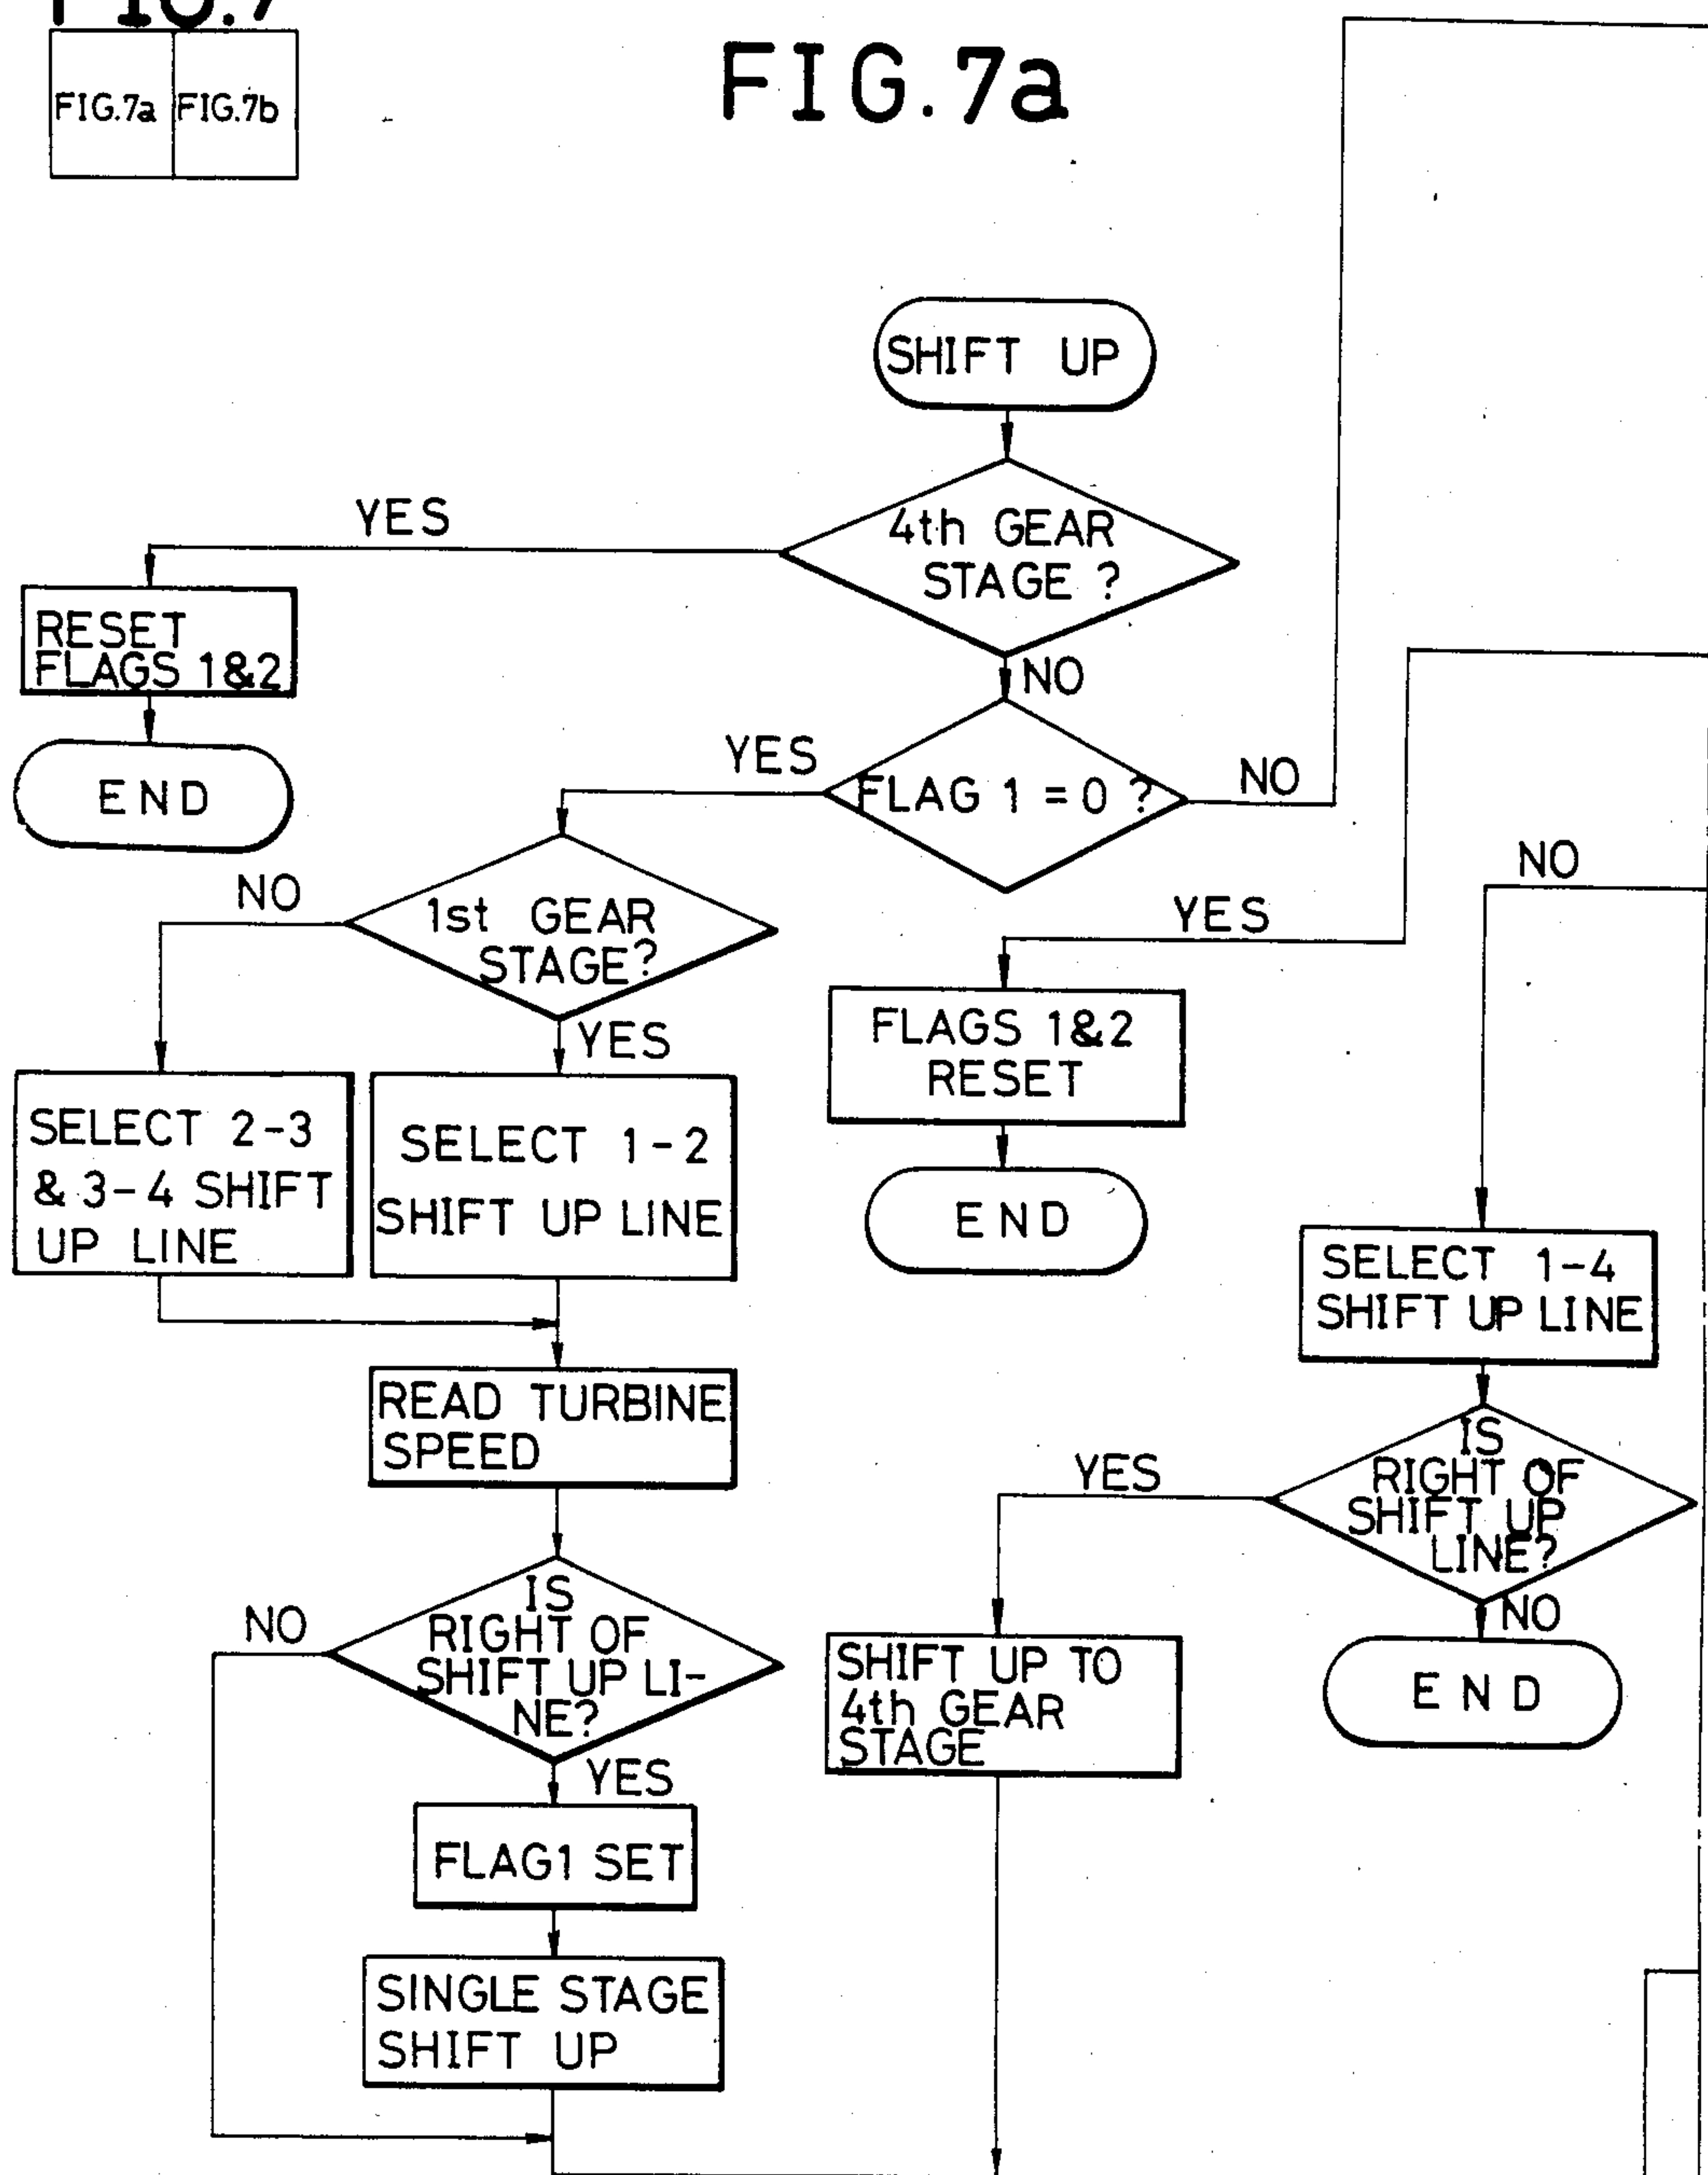 FIG.7
FIG.7a
FIG.7b
FIG.7a
SHIFT UP
4th GEAR
STAGE ?
YES
RESET
FLAGS 1&2
END
NO
FLAG 1 = 0 ?
YES
NO
1st GEAR
STAGE?
NO
YES
SELECT 2-3
& 3-4 SHIFT
UP LINE
SELECT 1-2
SHIFT UP LINE
READ TURBINE
SPEED
IS
RIGHT OF
SHIFT UP LI-
NE?
NO
YES
FLAG1 SET
SINGLE STAGE
SHIFT UP
YES
FLAGS 1&2
RESET
END
NO
SELECT 1-4
SHIFT UP LINE
IS
RIGHT OF
SHIFT UP
LINE?
YES
NO
SHIFT UP TO
4th GEAR
STAGE
END